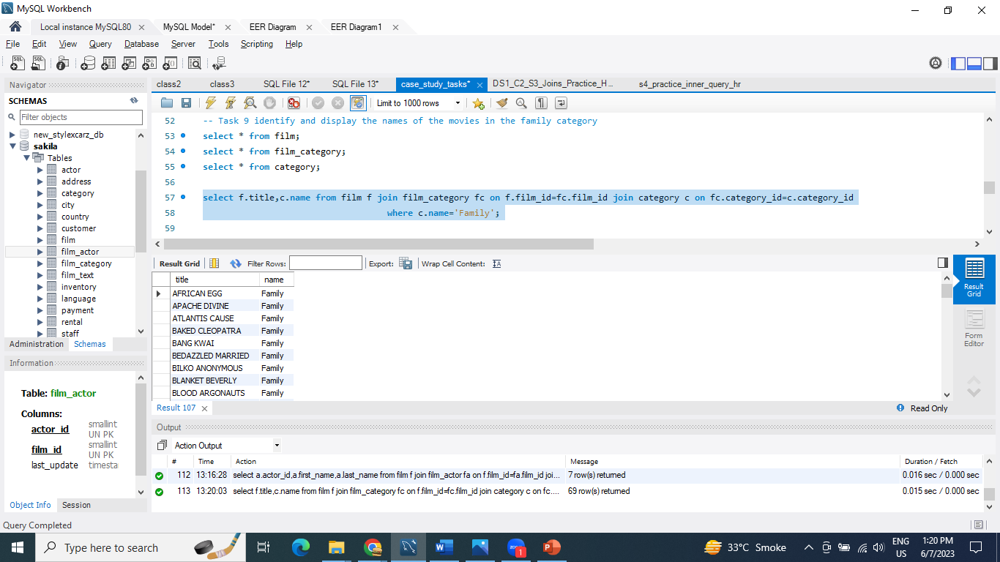 MySQL Workbench
Local instance MySQL80 MySQL Model* EER Diagram EER Diagram1
File Edit View Query Database Server Tools Scripting Help
Navigator
SCHEMAS
Filter objects
new_stylexcarz_db
sakila
Tables
actor
address
category
city
country
customer
film
film_actor
film_category
film_text
inventory
language
payment
rental
staff
Administration Schemas
Information
Table: film_actor
Columns:
actor_id smallint UN PK
film_id smallint UN PK
last_update timesta
Object Info Session
class2 class3 SQL File 12* SQL File 13* case_study_tasks* DS1_C2_S3_Joins_Practice_H... s4_practice_inner_query_hr
Limit to 1000 rows
52 -- Task 9 identify and display the names of the movies in the family category
53 select * from film;
54 select * from film_category;
55 select * from category;
56
57 select f.title,c.name from film f join film_category fc on f.film_id=fc.film_id join category c on fc.category_id=c.category_id
58 where c.name='Family';
59
Result Grid Filter Rows: Export: Wrap Cell Content:
title name
AFRICAN EGG Family
APACHE DIVINE Family
ATLANTIS CAUSE Family
BAKED CLEOPATRA Family
BANG KWAI Family
BEDAZZLED MARRIED Family
BILKO ANONYMOUS Family
BLANKET BEVERLY Family
BLOOD ARGONAUTS Family
Result Grid
Form Editor
Result 107 Read Only
Output
Action Output
# Time Action Message Duration / Fetch
112 13:16:28 select a.actor_id,a.first_name,a.last_name from film f join film_actor fa on f.film_id=fa.film_id joi... 7 row(s) returned 0.016 sec / 0.000 sec
113 13:20:03 select f.title,c.name from film f join film_category fc on f.film_id=fc.film_id join category c on fc.... 69 row(s) returned 0.015 sec / 0.000 sec
Query Completed
Type here to search
33°C Smoke
ENG US
1:20 PM
6/7/2023